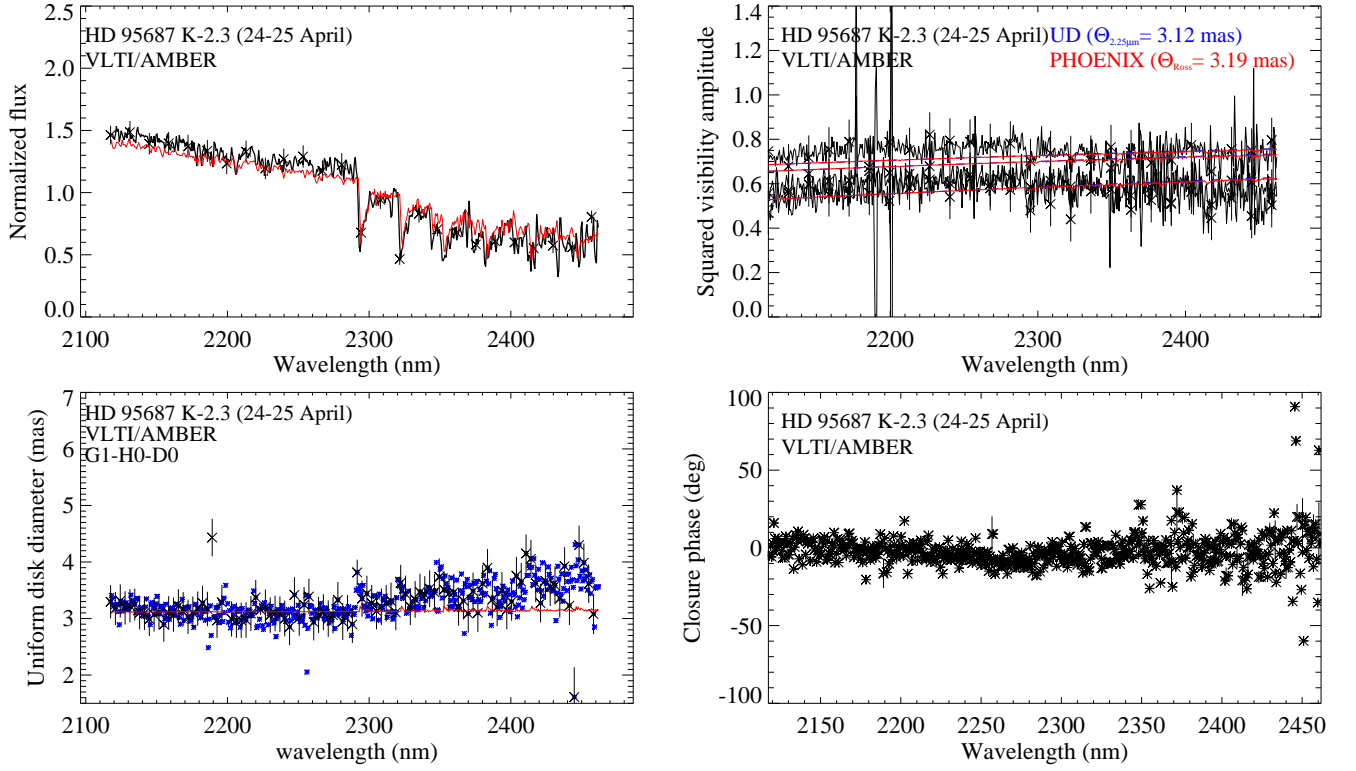 2.5
2.0
1.5
1.0
0.5
0.0
Normalized flux
HD 95687 K-2.3 (24-25 April)
VLTI/AMBER
2100 2200 2300 2400
Wavelength (nm)
1.4
1.2
1.0
0.8
0.6
0.4
0.2
0.0
Squared visibility amplitude
HD 95687 K-2.3 (24-25 April)
VLTI/AMBER
UD (Θ2.25μm= 3.12 mas)
PHOENIX (ΘRoss= 3.19 mas)
2200 2300 2400
Wavelength (nm)
7
6
5
4
3
2
Uniform disk diameter (mas)
HD 95687 K-2.3 (24-25 April)
VLTI/AMBER
G1-H0-D0
2100 2200 2300 2400
wavelength (nm)
100
50
0
-50
-100
Closure phase (deg)
HD 95687 K-2.3 (24-25 April)
VLTI/AMBER
2150 2200 2250 2300 2350 2400 2450
Wavelength (nm)